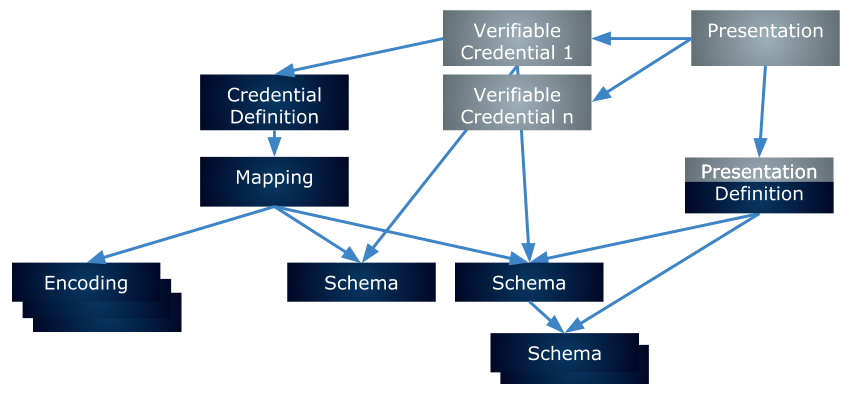 Verifiable
Credential 1
Presentation
Credential
Definition
Verifiable
Credential n
Mapping
Presentation
Definition
Encoding
Schema
Schema
Schema